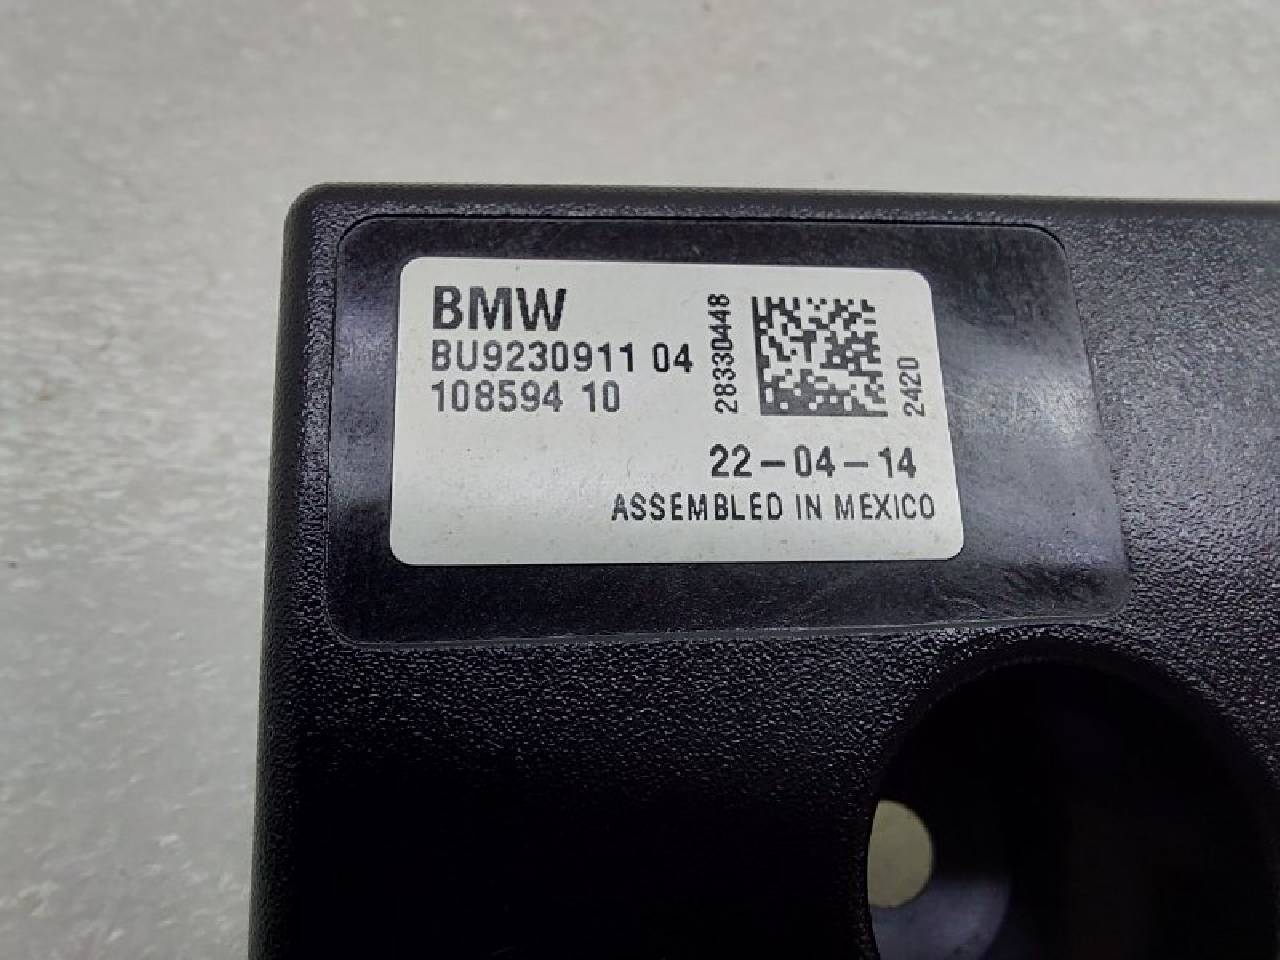 BMW
BU9230911 04
108594 10
28330448
2420
22-04-14
ASSEMBLED IN MEXICO